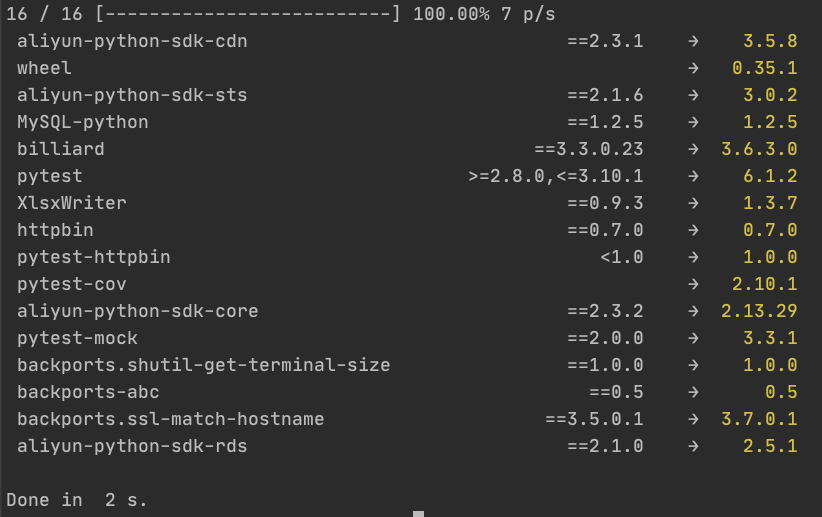 16 / 16 [--------------------------] 100.00% 7 p/s
aliyun-python-sdk-cdn ==2.3.1 → 3.5.8
wheel → 0.35.1
aliyun-python-sdk-sts ==2.1.6 → 3.0.2
MySQL-python ==1.2.5 → 1.2.5
billiard ==3.3.0.23 → 3.6.3.0
pytest >=2.8.0,<=3.10.1 → 6.1.2
XlsxWriter ==0.9.3 → 1.3.7
httpbin ==0.7.0 → 0.7.0
pytest-httpbin <1.0 → 1.0.0
pytest-cov → 2.10.1
aliyun-python-sdk-core ==2.3.2 → 2.13.29
pytest-mock ==2.0.0 → 3.3.1
backports.shutil-get-terminal-size ==1.0.0 → 1.0.0
backports-abc ==0.5 → 0.5
backports.ssl-match-hostname ==3.5.0.1 → 3.7.0.1
aliyun-python-sdk-rds ==2.1.0 → 2.5.1
Done in  2 s.